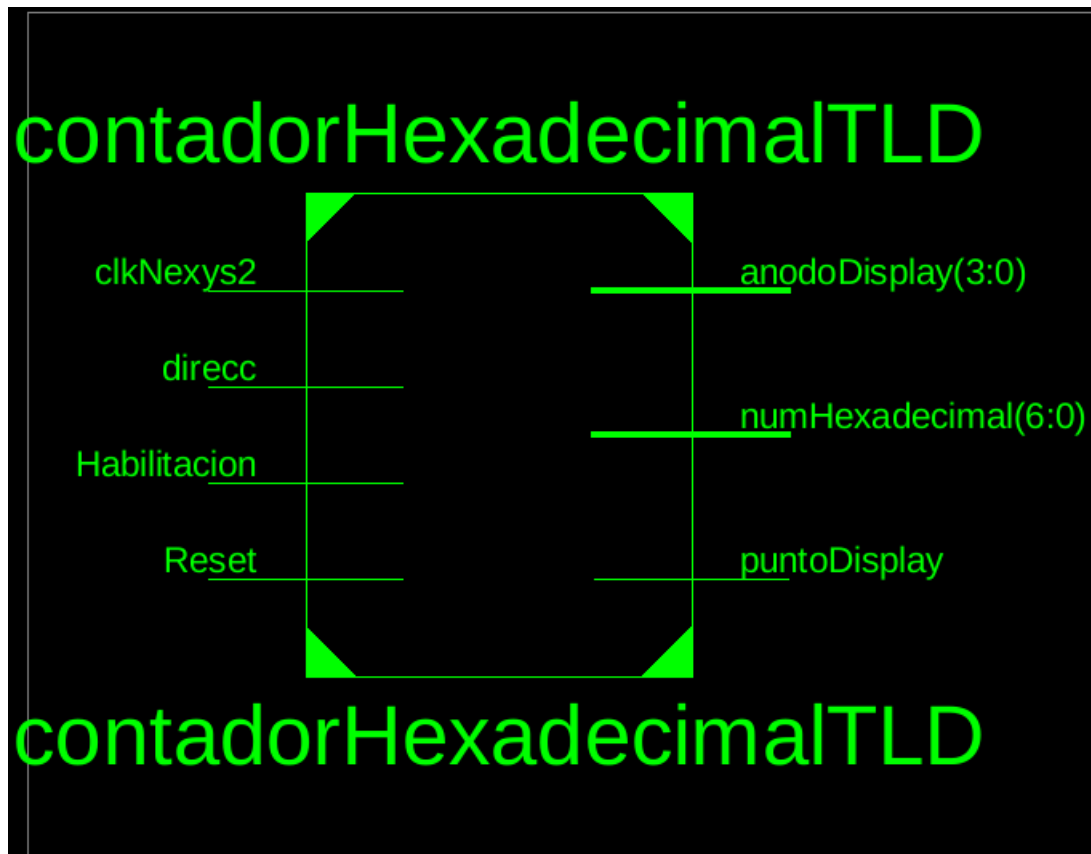 contadorHexadecimalTLD
clkNexys2
anodoDisplay(3:0)
direcc
numHexadecimal(6:0)
Habilitacion
Reset
puntoDisplay
contadorHexadecimalTLD